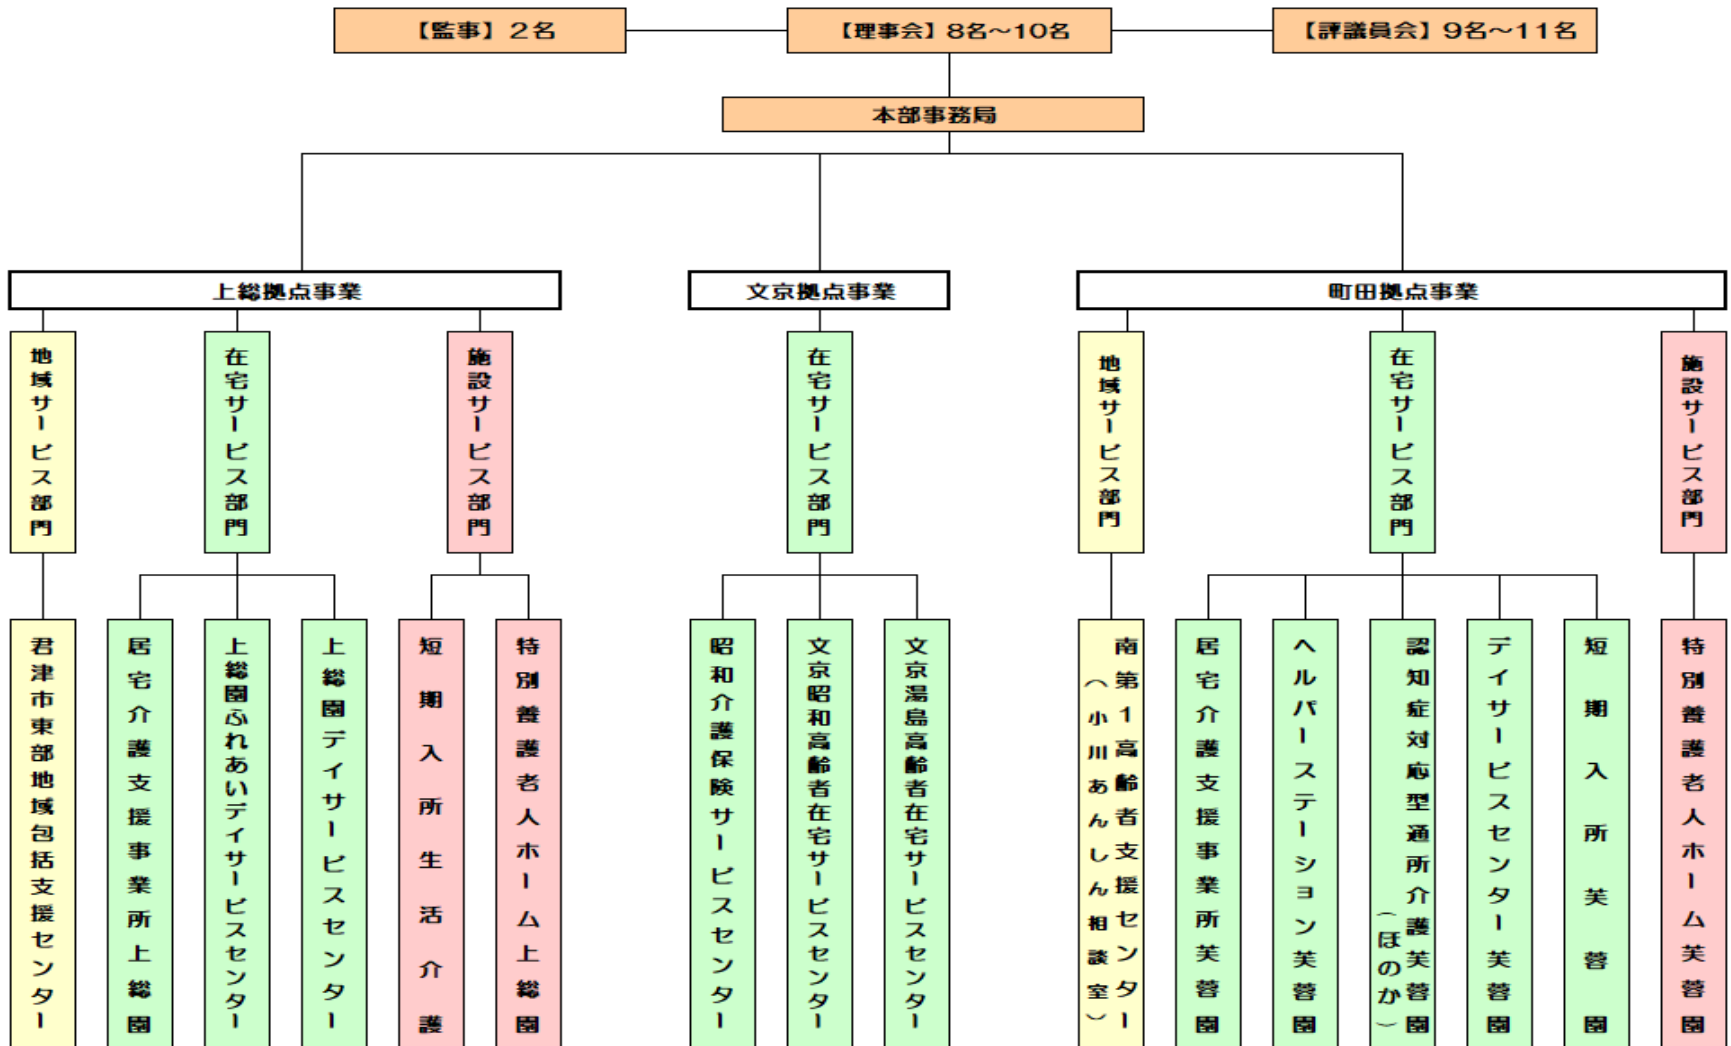 【監事】2名
【理事会】8名～10名
【評議員会】9名～11名
本部事務局
上総拠点事業
文京拠点事業
町田拠点事業
地域サービス部門
在宅サービス部門
施設サービス部門
在宅サービス部門
地域サービス部門
在宅サービス部門
施設サービス部門
君津市東部地域包括支援センター
居宅介護支援事業所上総園
上総園ふれあいデイサービスセンター
上総園デイサービスセンター
短期入所生活介護
特別養護老人ホーム上総園
昭和介護保険サービスセンター
文京昭和高齢者在宅サービスセンター
文京湯島高齢者在宅サービスセンター
南第1高齢者支援センター
（小川あんしん相談室）
居宅介護支援事業所芙蓉園
ヘルパーステーション芙蓉園
認知症対応型通所介護芙蓉園
（ほのか）
デイサービスセンター芙蓉園
短期入所芙蓉園
特別養護老人ホーム芙蓉園